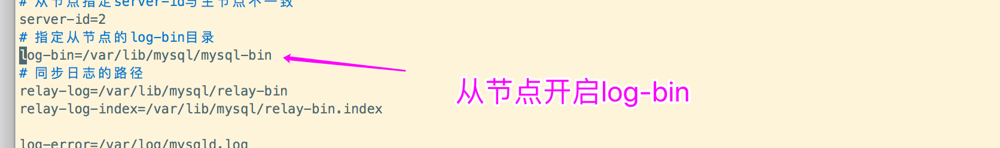 # 从节点指定server-id与主节点不一致
server-id=2
# 指定从节点的log-bin目录
log-bin=/var/lib/mysql/mysql-bin
# 同步日志的路径
从节点开启log-bin
relay-log=/var/lib/mysql/relay-bin
relay-log-index=/var/lib/mysql/relay-bin.index
log-error=/var/log/mysqld.log